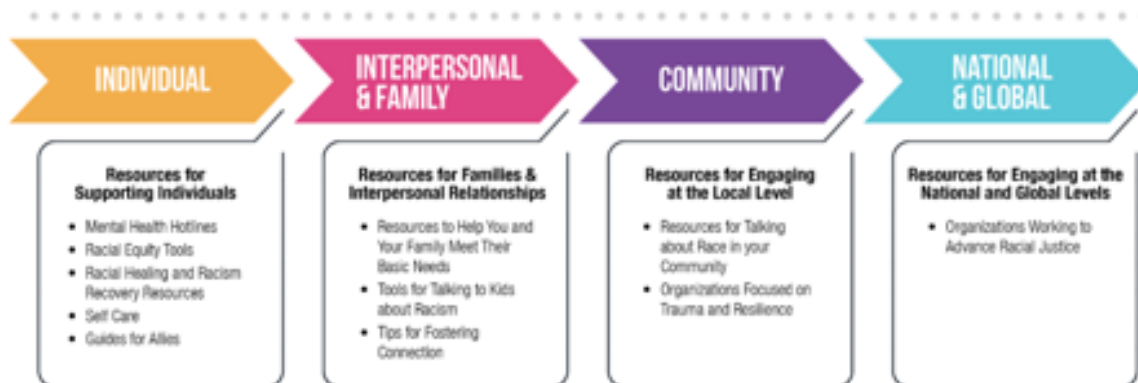 INDIVIDUAL
Resources for
Supporting Individuals
• Mental Health Hotlines
• Racial Equity Tools
• Racial Healing and Racism
Recovery Resources
• Self Care
• Guides for Allies
INTERPERSONAL
& FAMILY
Resources for Families &
Interpersonal Relationships
• Resources to Help You and
Your Family Meet Their
Basic Needs
• Tools for Talking to Kids
about Racism
• Tips for Fostering
Connection
COMMUNITY
Resources for Engaging
at the Local Level
• Resources for Talking
about Race in your
Community
• Organizations Focused on
Trauma and Resilience
NATIONAL
& GLOBAL
Resources for Engaging at the
National and Global Levels
• Organizations Working to
Advance Racial Justice